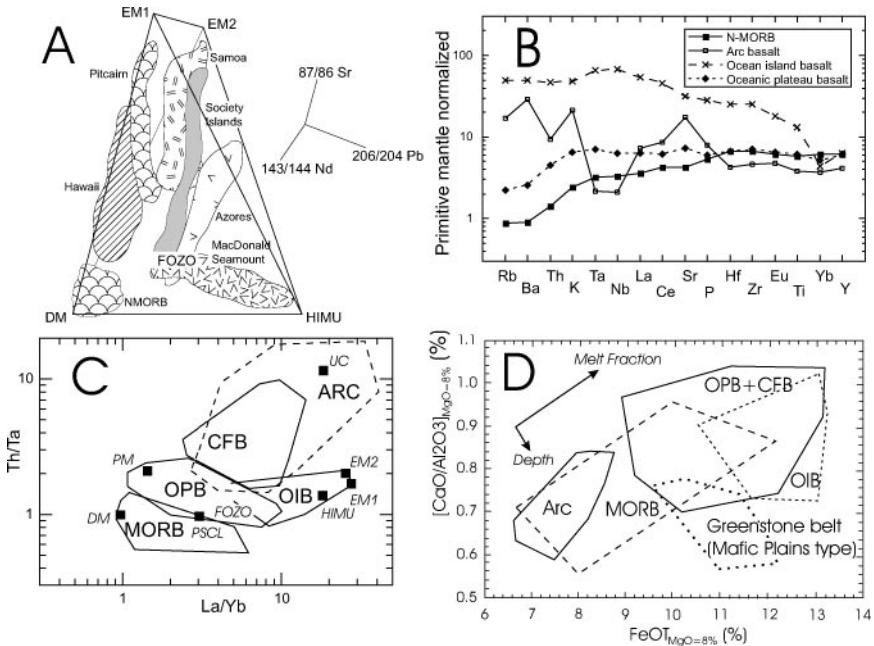 A
EM1
EM2
Samoa
Pitcairn
87/86 Sr
Society
Islands
206/204 Pb
143/144 Nd
Hawaii
Azores
MacDonald
Seamount
FOZO
NMORB
DM
HIMU
B
Primitive mantle normalized
N-MORB
Arc basalt
Ocean island basalt
Oceanic plateau basalt
100
10
1
Rb Ba Th K Ta Nb La Ce Sr P Hf Zr Eu Ti Yb Y
C
Th/Ta
10
1
UC
ARC
CFB
PM
EM2
OPB
OIB
EM1
FOZO
HIMU
DM
MORB
PSCL
1 10
La/Yb
D
[CaO/Al2O3]MgO=8% (%)
1.1
1.0
0.9
0.8
0.7
0.6
0.5
Melt Fraction
OPB+CFB
Depth
OIB
Arc
MORB
Greenstone belt
(Mafic Plains type)
6 7 8 9 10 11 12 13 14
FeOTMgO=8% (%)